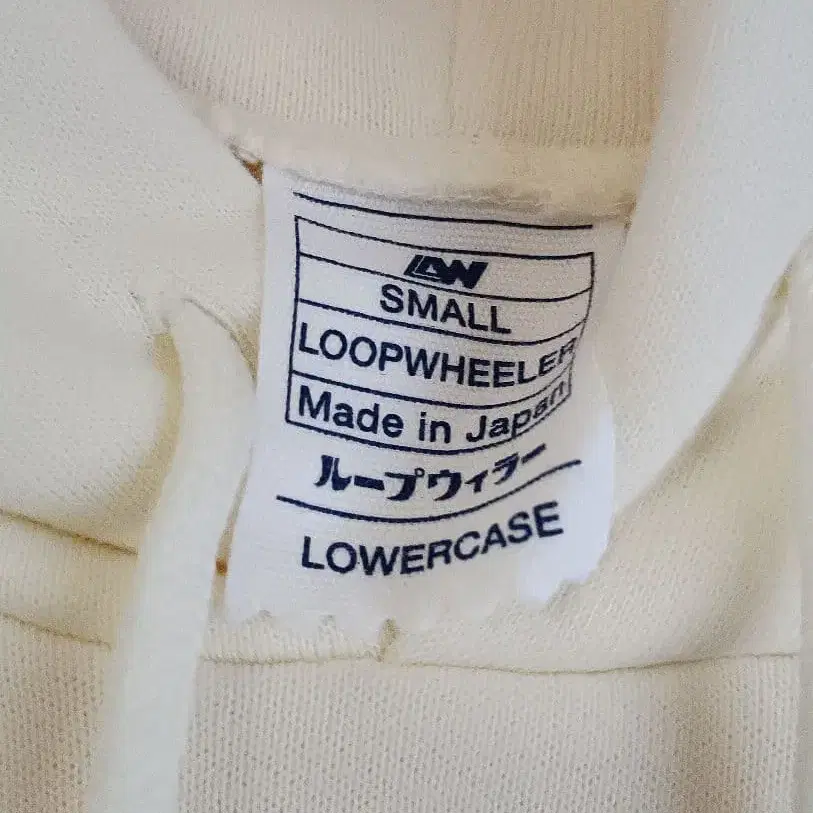 LW
SMALL
LOOPWHEELER
Made in Japan
ループウィラー
LOWERCASE